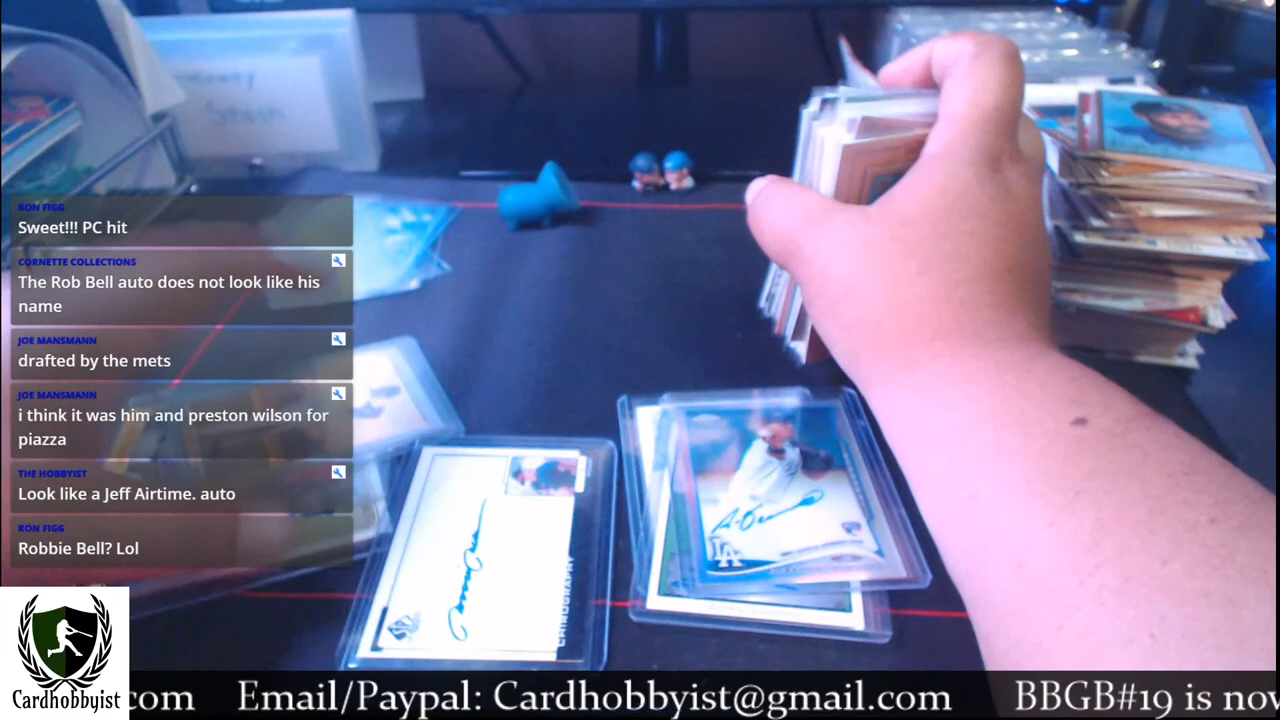 RON FIGG
Sweet!!! PC hit
CORNETTE COLLECTIONS
The Rob Bell auto does not look like his
name
JOE MANSMANN
drafted by the mets
JOE MANSMANN
i think it was him and preston wilson for
piazza
THE HOBBYIST
Look like a Jeff Airtime. auto
RON FIGG
Robbie Bell? Lol
LA
CHIROGRAPHY
Cardhobbyist
.com Email/Paypal: Cardhobbyist@gmail.com BBGB#19 is now